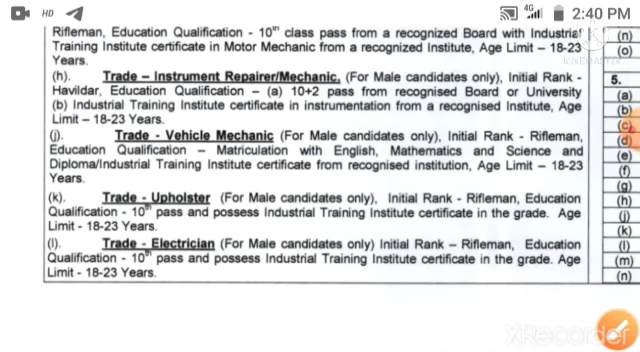 HD
4G
2:40 PM
Rifleman, Education Qualification - 10th class pass from a recognized Board with Industrial
Training Institute certificate in Motor Mechanic from a recognized Institute, Age Limit – 18-23
Years.
(h). Trade – Instrument Repairer/Mechanic, (For Male candidates only), Initial Rank -
Havildar, Education Qualification – (a) 10+2 pass from recognised Board or University
(b) Industrial Training Institute certificate in instrumentation from a recognised Institute, Age
Limit – 18-23 Years.
(j). Trade - Vehicle Mechanic (For Male candidates only), Initial Rank - Rifleman,
Education Qualification – Matriculation with English, Mathematics and Science and
Diploma/Industrial Training Institute certificate from recognised institution, Age Limit – 18-23
Years.
(k). Trade - Upholster (For Male candidates only), Initial Rank - Rifleman, Education
Qualification - 10th pass and possess Industrial Training Institute certificate in the grade. Age
Limit - 18-23 Years.
(l). Trade - Electrician (For Male candidates only) Initial Rank – Rifleman, Education
Qualification - 10th pass and possess Industrial Training Institute certificate in the grade. Age
Limit - 18-23 Years.
(n)
(o)
5.
(a)
(b)
(c)
(d)
(e)
(f)
(g)
(h)
(j)
(k)
(l)
(m)
(n)
KINEMASTER
XRecorder